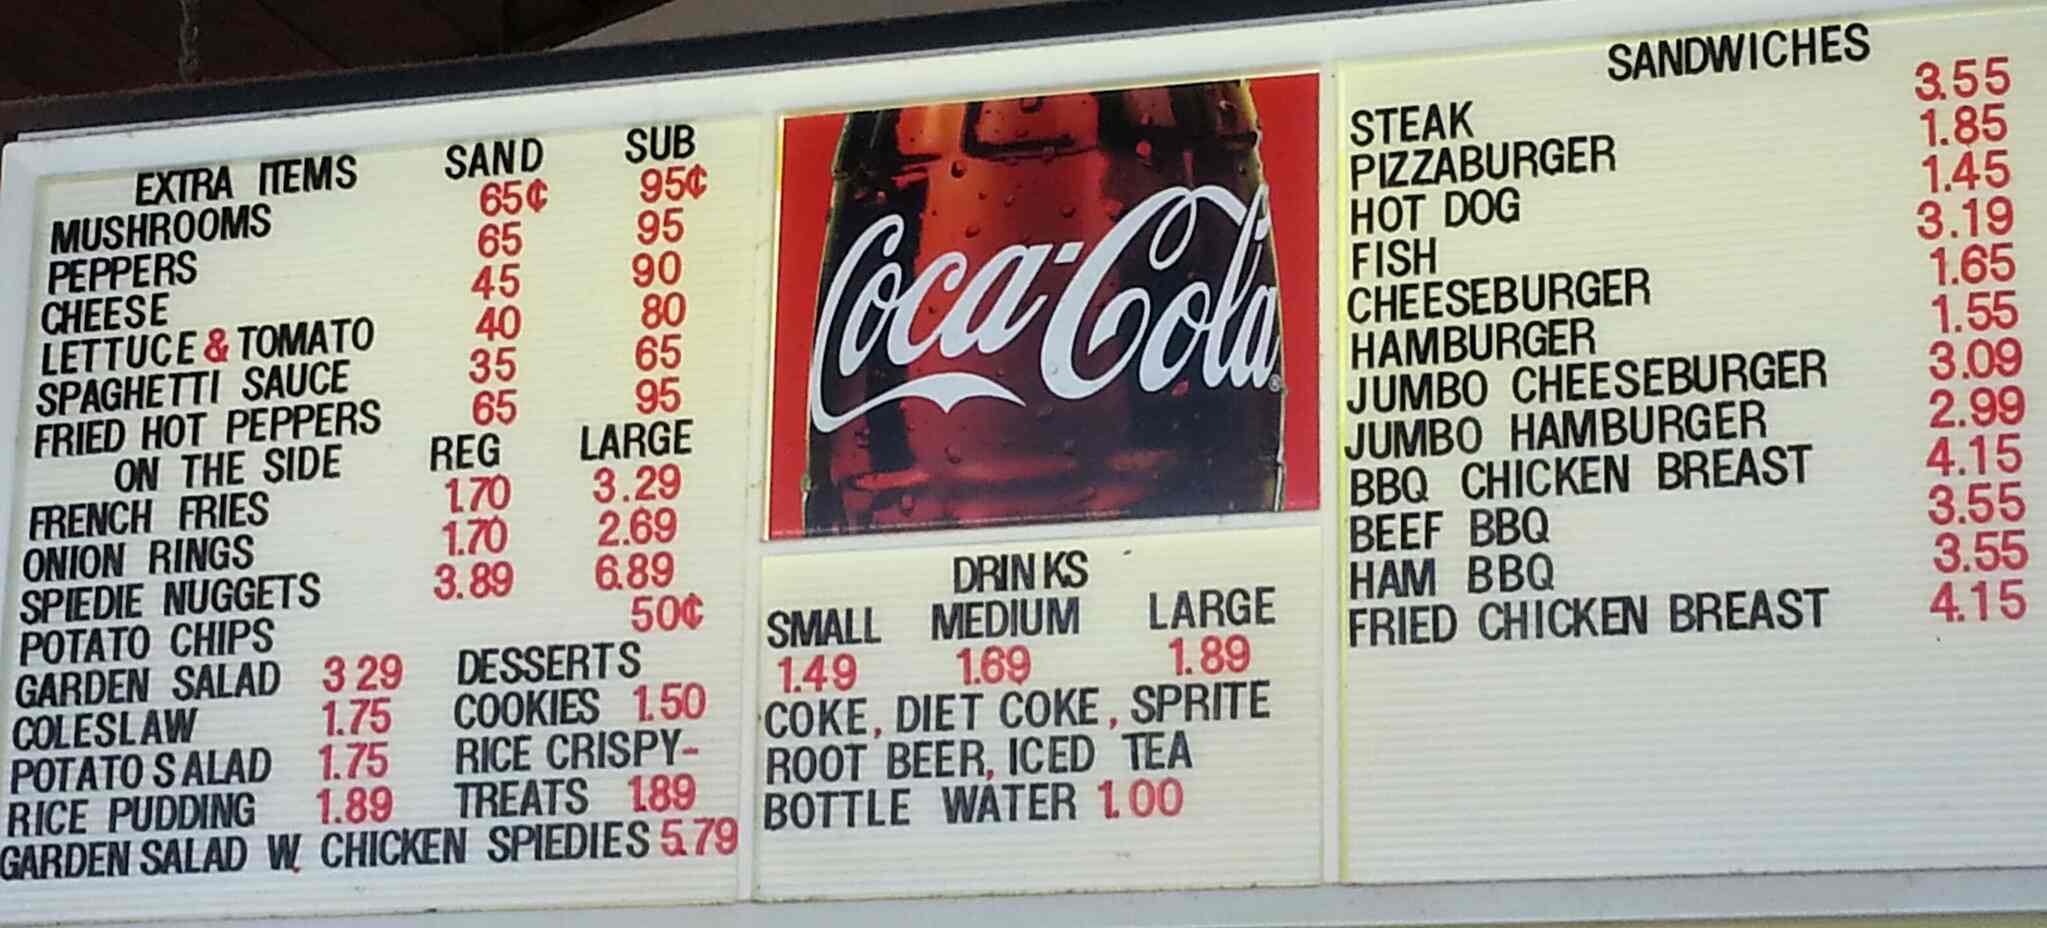 EXTRA ITEMS SAND SUB
MUSHROOMS 65¢ 95¢
PEPPERS 65 95
CHEESE 45 90
LETTUCE & TOMATO 40 80
SPAGHETTI SAUCE 35 65
FRIED HOT PEPPERS 65 95
ON THE SIDE REG LARGE
FRENCH FRIES 1.70 3.29
ONION RINGS 1.70 2.69
SPIEDIE NUGGETS 3.89 6.89
POTATO CHIPS 50¢
GARDEN SALAD 3 29
COLESLAW 1.75
POTATO SALAD 1.75
RICE PUDDING 1.89
DESSERTS
COOKIES 1.50
RICE CRISPY-
TREATS 1.89
GARDEN SALAD W. CHICKEN SPIEDIES 5.79
Coca-Cola®
DRINKS
SMALL MEDIUM LARGE
1.49 1.69 1.89
COKE, DIET COKE, SPRITE
ROOT BEER, ICED TEA
BOTTLE WATER 1.00
SANDWICHES
STEAK 3.55
PIZZABURGER 1.85
HOT DOG 1.45
FISH 3.19
CHEESEBURGER 1.65
HAMBURGER 1.55
JUMBO CHEESEBURGER 3.09
JUMBO HAMBURGER 2.99
BBQ CHICKEN BREAST 4.15
BEEF BBQ 3.55
HAM BBQ 3.55
FRIED CHICKEN BREAST 4.15